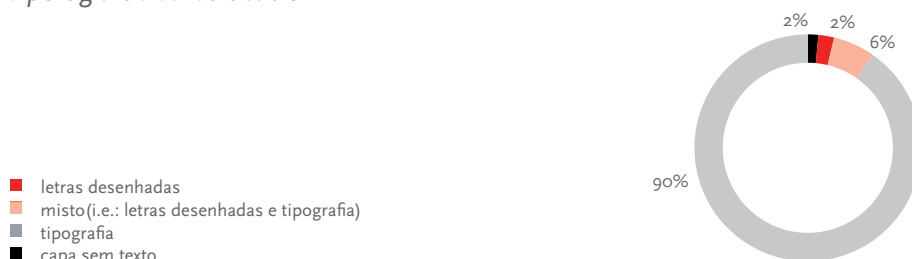 2% 2%
6%
90%
letras desenhadas
misto(i.e.: letras desenhadas e tipografia)
tipografia
capa sem texto